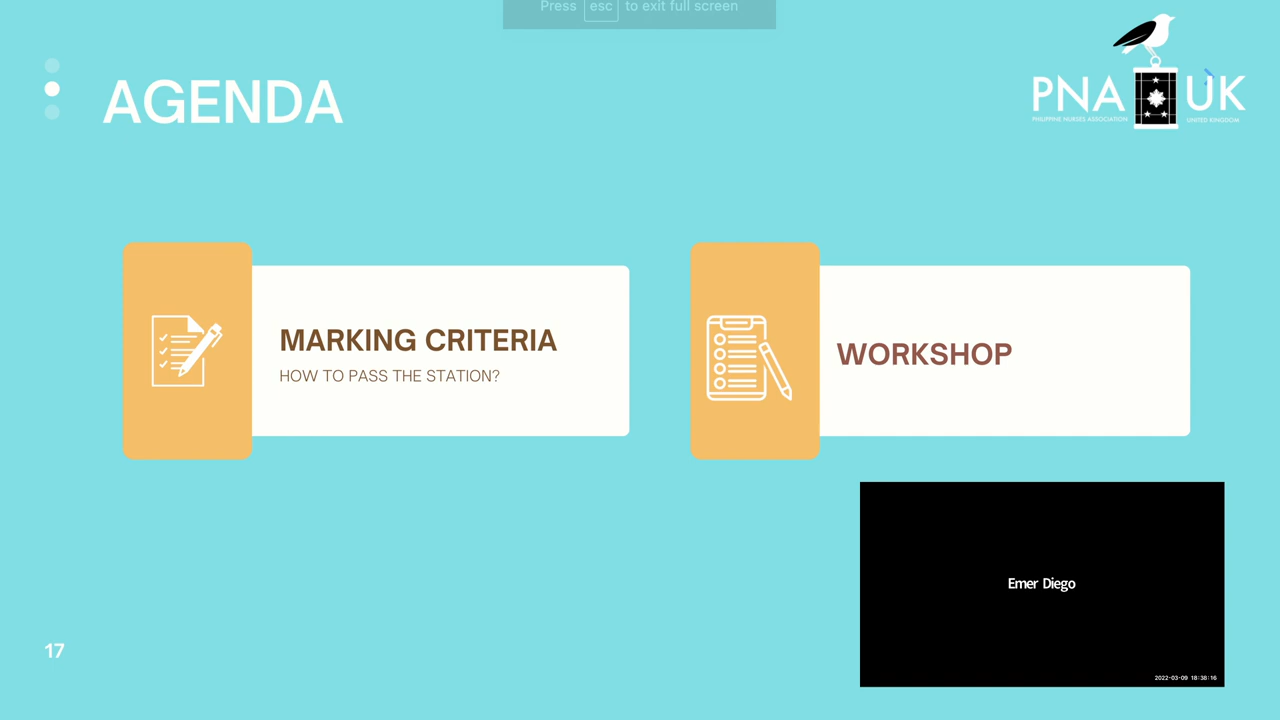 Press esc to exit full screen
AGENDA
PNA UK
PHILIPPINE NURSES ASSOCIATION UNITED KINGDOM
MARKING CRITERIA
HOW TO PASS THE STATION?
WORKSHOP
Emer Diego
17
2022-03-09 18:38:16